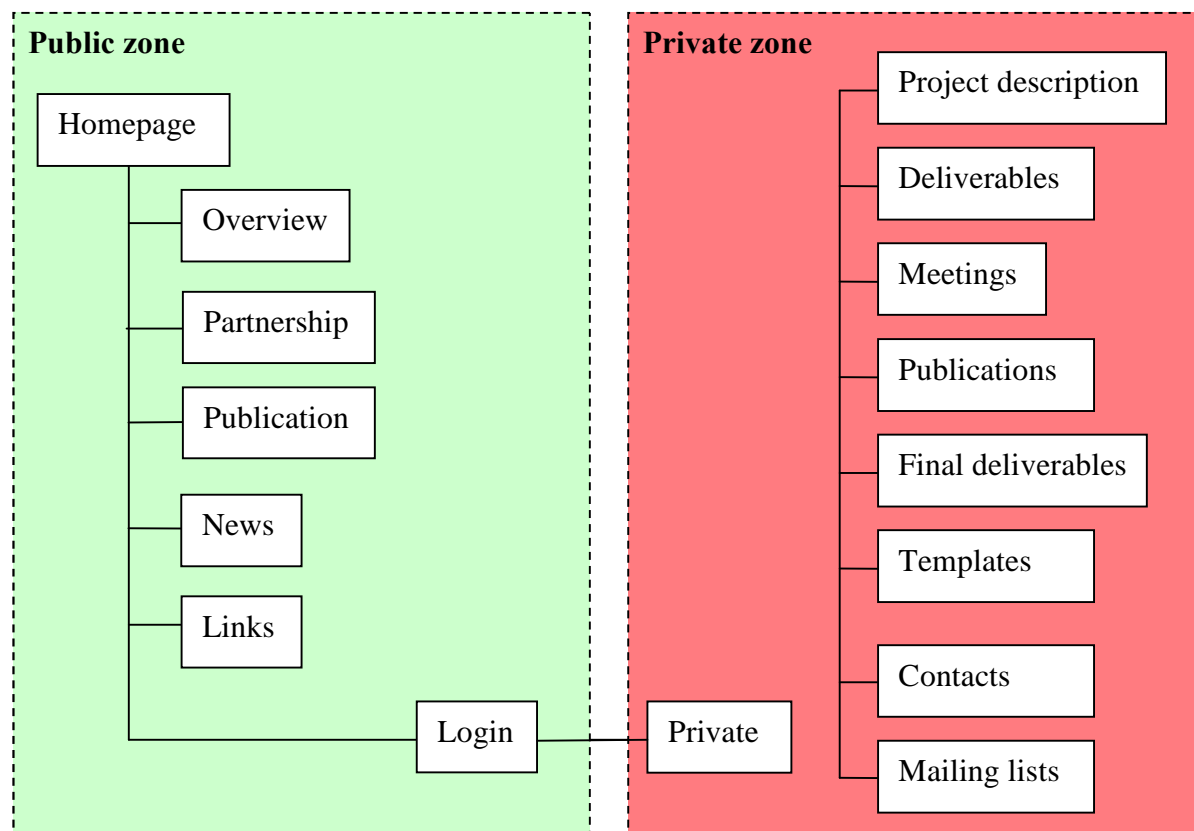 Public zone
Homepage
Overview
Partnership
Publication
News
Links
Login
Private zone
Project description
Deliverables
Meetings
Publications
Final deliverables
Templates
Contacts
Private
Mailing lists